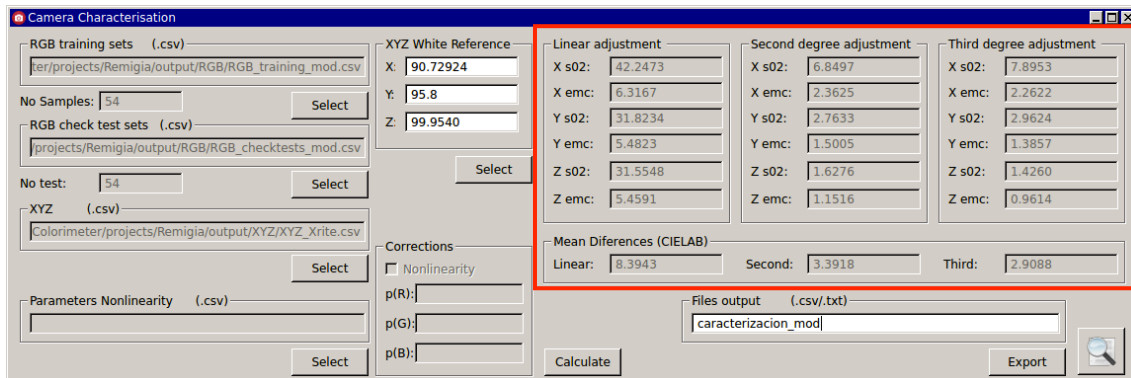 Camera Characterisation
RGB training sets (.csv)
ter/projects/Remigia/output/RGB/RGB_training_mod.csv
No Samples: 54
Select
RGB check test sets (.csv)
/projects/Remigia/output/RGB/RGB_checktests_mod.csv
No test: 54
Select
XYZ (.csv)
Colorimeter/projects/Remigia/output/XYZ/XYZ_Xrite.csv
Select
Parameters Nonlinearity (.csv)
Select
XYZ White Reference
X: 90.72924
Y: 95.8
Z: 99.9540
Select
Corrections
Nonlinearity
p(R):
p(G):
p(B):
Linear adjustment
X s02: 42.2473
X emc: 6.3167
Y s02: 31.8234
Y emc: 5.4823
Z s02: 31.5548
Z emc: 5.4591
Second degree adjustment
X s02: 6.8497
X emc: 2.3625
Y s02: 2.7633
Y emc: 1.5005
Z s02: 1.6276
Z emc: 1.1516
Third degree adjustment
X s02: 7.8953
X emc: 2.2622
Y s02: 2.9624
Y emc: 1.3857
Z s02: 1.4260
Z emc: 0.9614
Mean Diferences (CIELAB)
Linear: 8.3943 Second: 3.3918 Third: 2.9088
Files output (.csv/.txt)
caracterizacion_mod
Calculate
Export